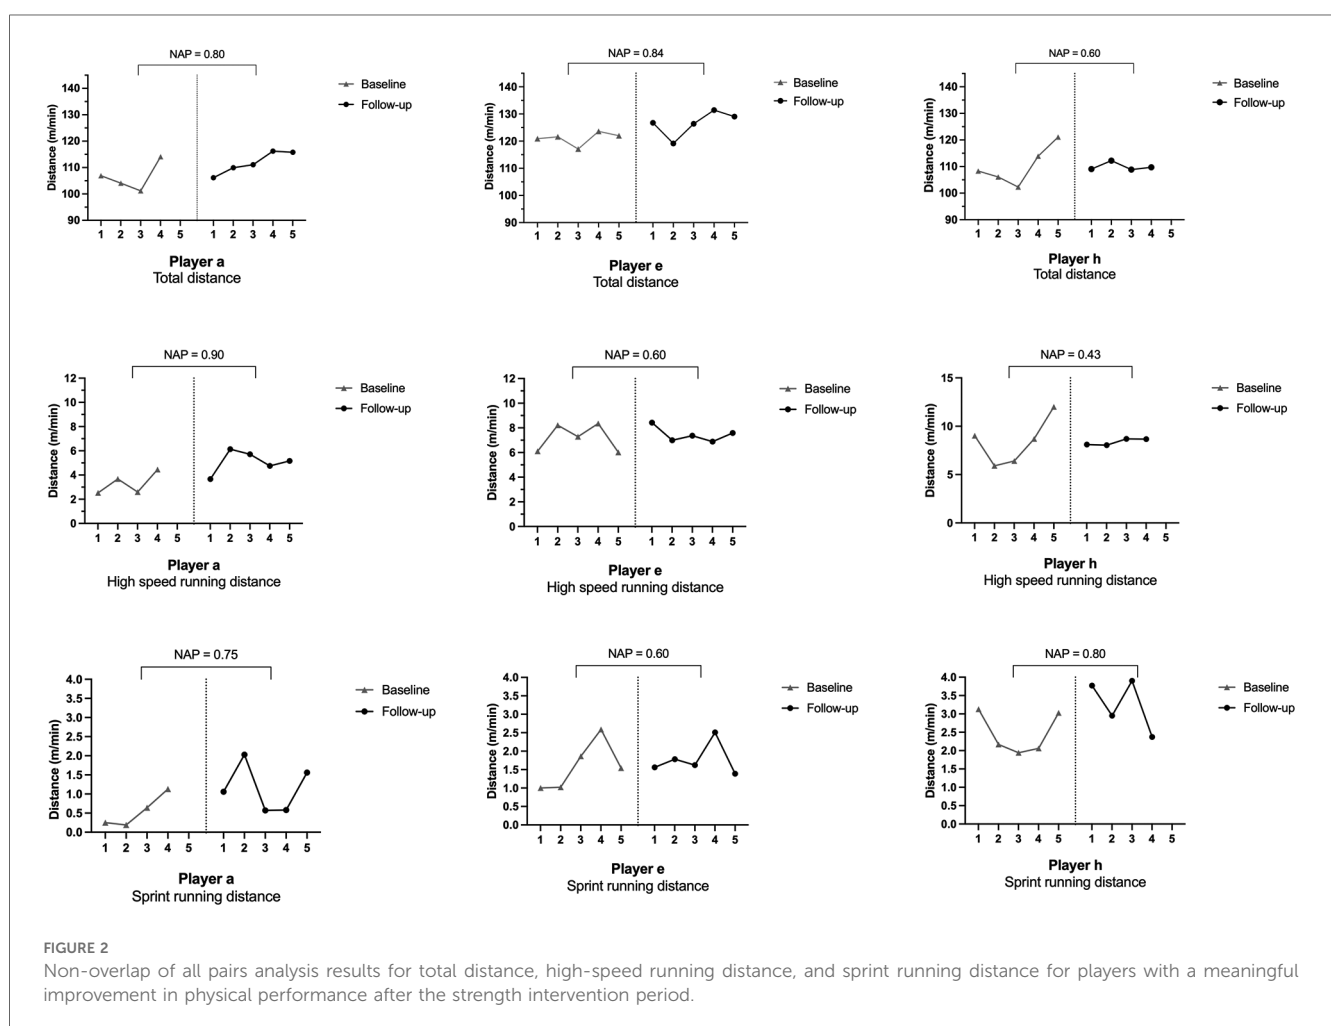 NAP = 0.80
Distance (m/min)
140
130
120
110
100
90
1 2 3 4 5 1 2 3 4 5
Baseline
Follow-up
Player a
Total distance
NAP = 0.84
Distance (m/min)
140
130
120
110
100
90
1 2 3 4 5 1 2 3 4 5
Baseline
Follow-up
Player e
Total distance
NAP = 0.60
Distance (m/min)
140
130
120
110
100
90
1 2 3 4 5 1 2 3 4 5
Baseline
Follow-up
Player h
Total distance
NAP = 0.90
Distance (m/min)
12
10
8
6
4
2
0
1 2 3 4 5 1 2 3 4 5
Baseline
Follow-up
Player a
High speed running distance
NAP = 0.60
Distance (m/min)
12
10
8
6
4
2
0
1 2 3 4 5 1 2 3 4 5
Baseline
Follow-up
Player e
High speed running distance
NAP = 0.43
Distance (m/min)
15
10
5
0
1 2 3 4 5 1 2 3 4 5
Baseline
Follow-up
Player h
High speed running distance
NAP = 0.75
Distance (m/min)
4.0
3.5
3.0
2.5
2.0
1.5
1.0
0.5
0.0
1 2 3 4 5 1 2 3 4 5
Baseline
Follow-up
Player a
Sprint running distance
NAP = 0.60
Distance (m/min)
4.0
3.5
3.0
2.5
2.0
1.5
1.0
0.5
0.0
1 2 3 4 5 1 2 3 4 5
Baseline
Follow-up
Player e
Sprint running distance
NAP = 0.80
Distance (m/min)
4.0
3.5
3.0
2.5
2.0
1.5
1.0
0.5
0.0
1 2 3 4 5 1 2 3 4 5
Baseline
Follow-up
Player h
Sprint running distance
FIGURE 2
Non-overlap of all pairs analysis results for total distance, high-speed running distance, and sprint running distance for players with a meaningful
improvement in physical performance after the strength intervention period.